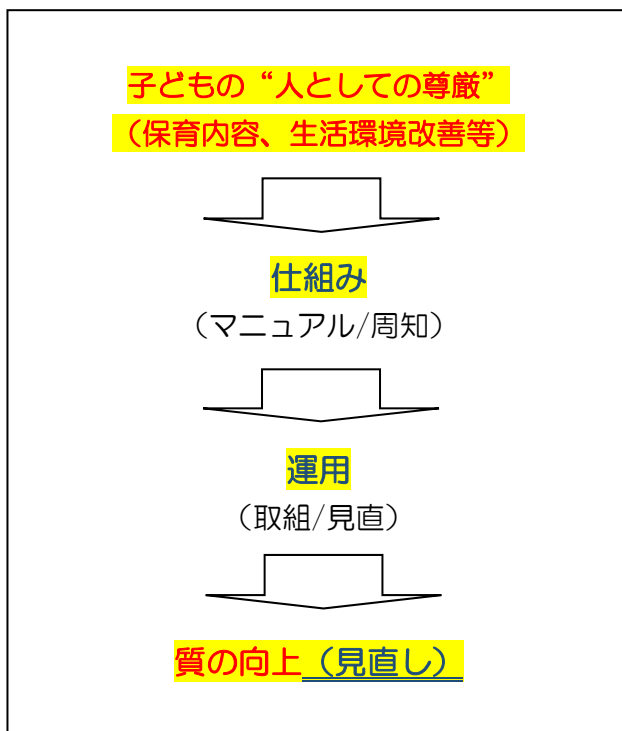 子どもの“人としての尊厳”
（保育内容、生活環境改善等）
仕組み
（マニュアル/周知）
運用
（取組/見直）
質の向上（見直し）